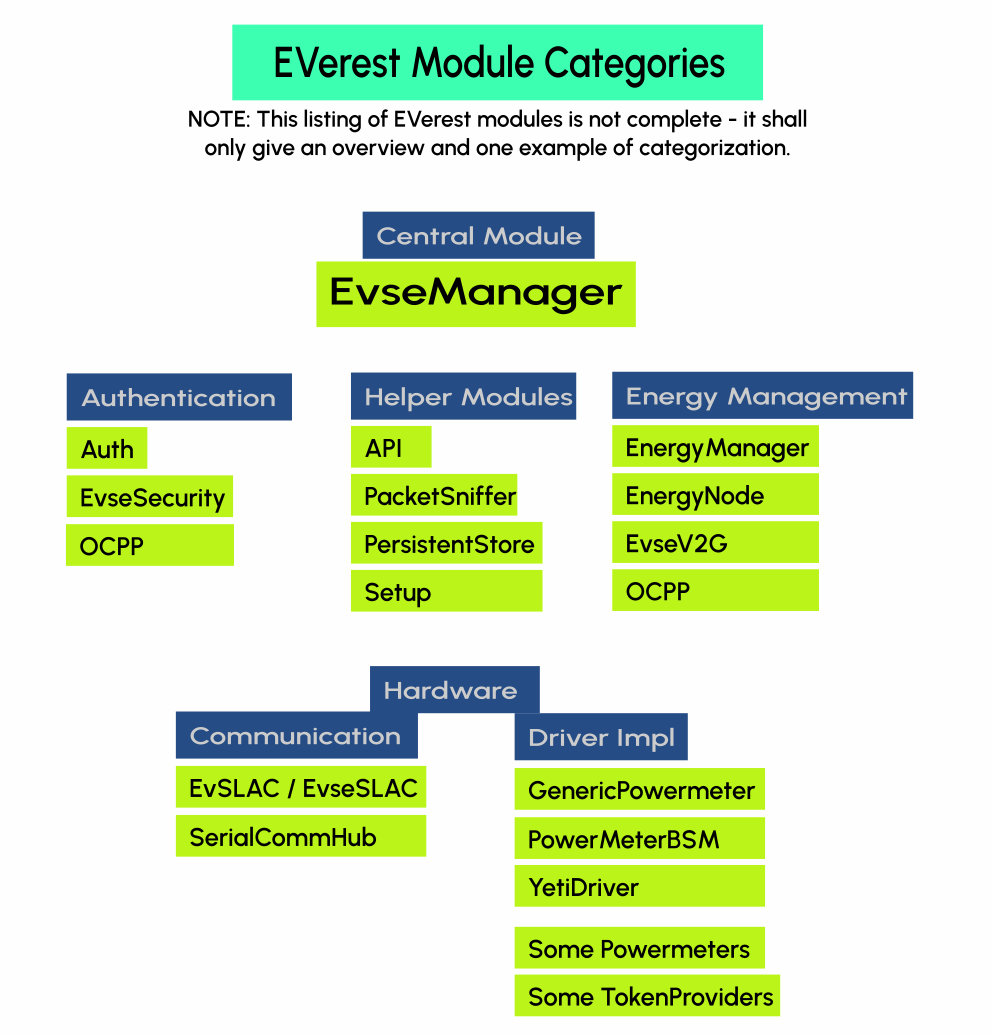 EVerest Module Categories
NOTE: This listing of EVerest modules is not complete - it shall
only give an overview and one example of categorization.
Central Module
EvseManager
Authentication
Auth
EvseSecurity
OCPP
Helper Modules
API
PacketSniffer
PersistentStore
Setup
Energy Management
EnergyManager
EnergyNode
EvseV2G
OCPP
Hardware
Communication
EvSLAC / EvseSLAC
SerialCommHub
Driver Impl
GenericPowermeter
PowerMeterBSM
YetiDriver
Some Powermeters
Some TokenProviders